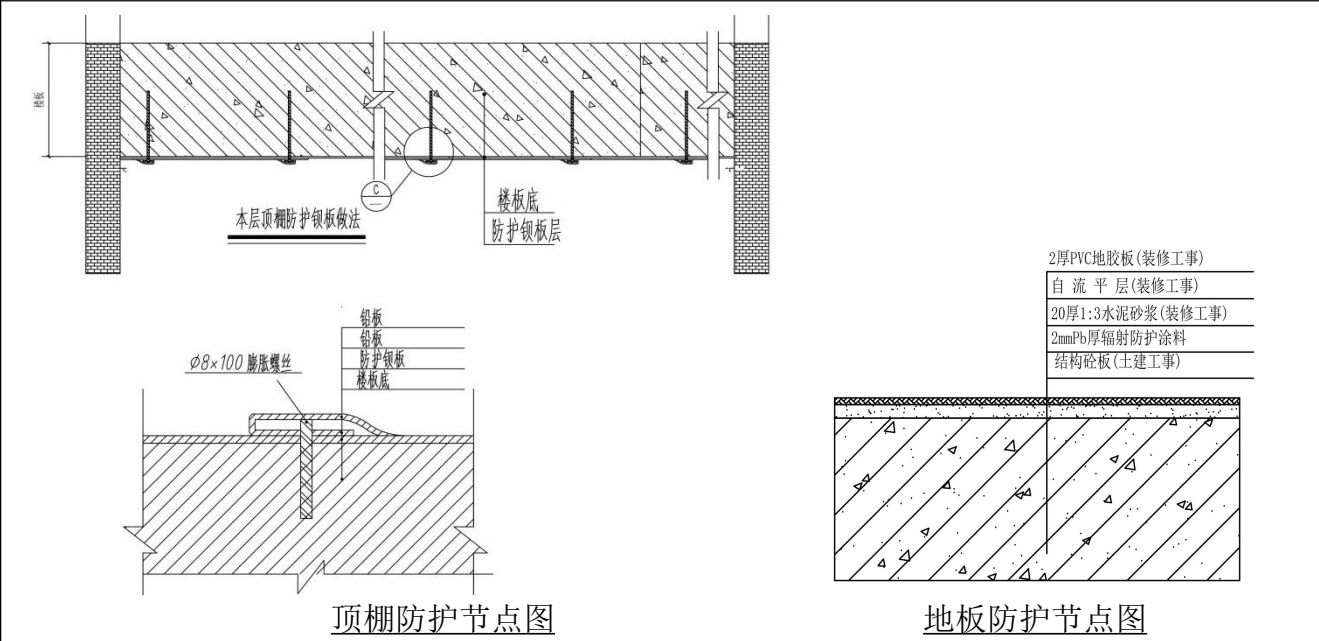 楼板
C
本层顶棚防护钡板做法
楼板底
防护钡板层
铅板
铅板
防护钡板
楼板底
Ø8×100 膨胀螺丝
顶棚防护节点图
2厚PVC地胶板(装修工事)
自 流 平 层(装修工事)
20厚1:3水泥砂浆(装修工事)
2mmPb厚辐射防护涂料
结构砼板(土建工事)
地板防护节点图